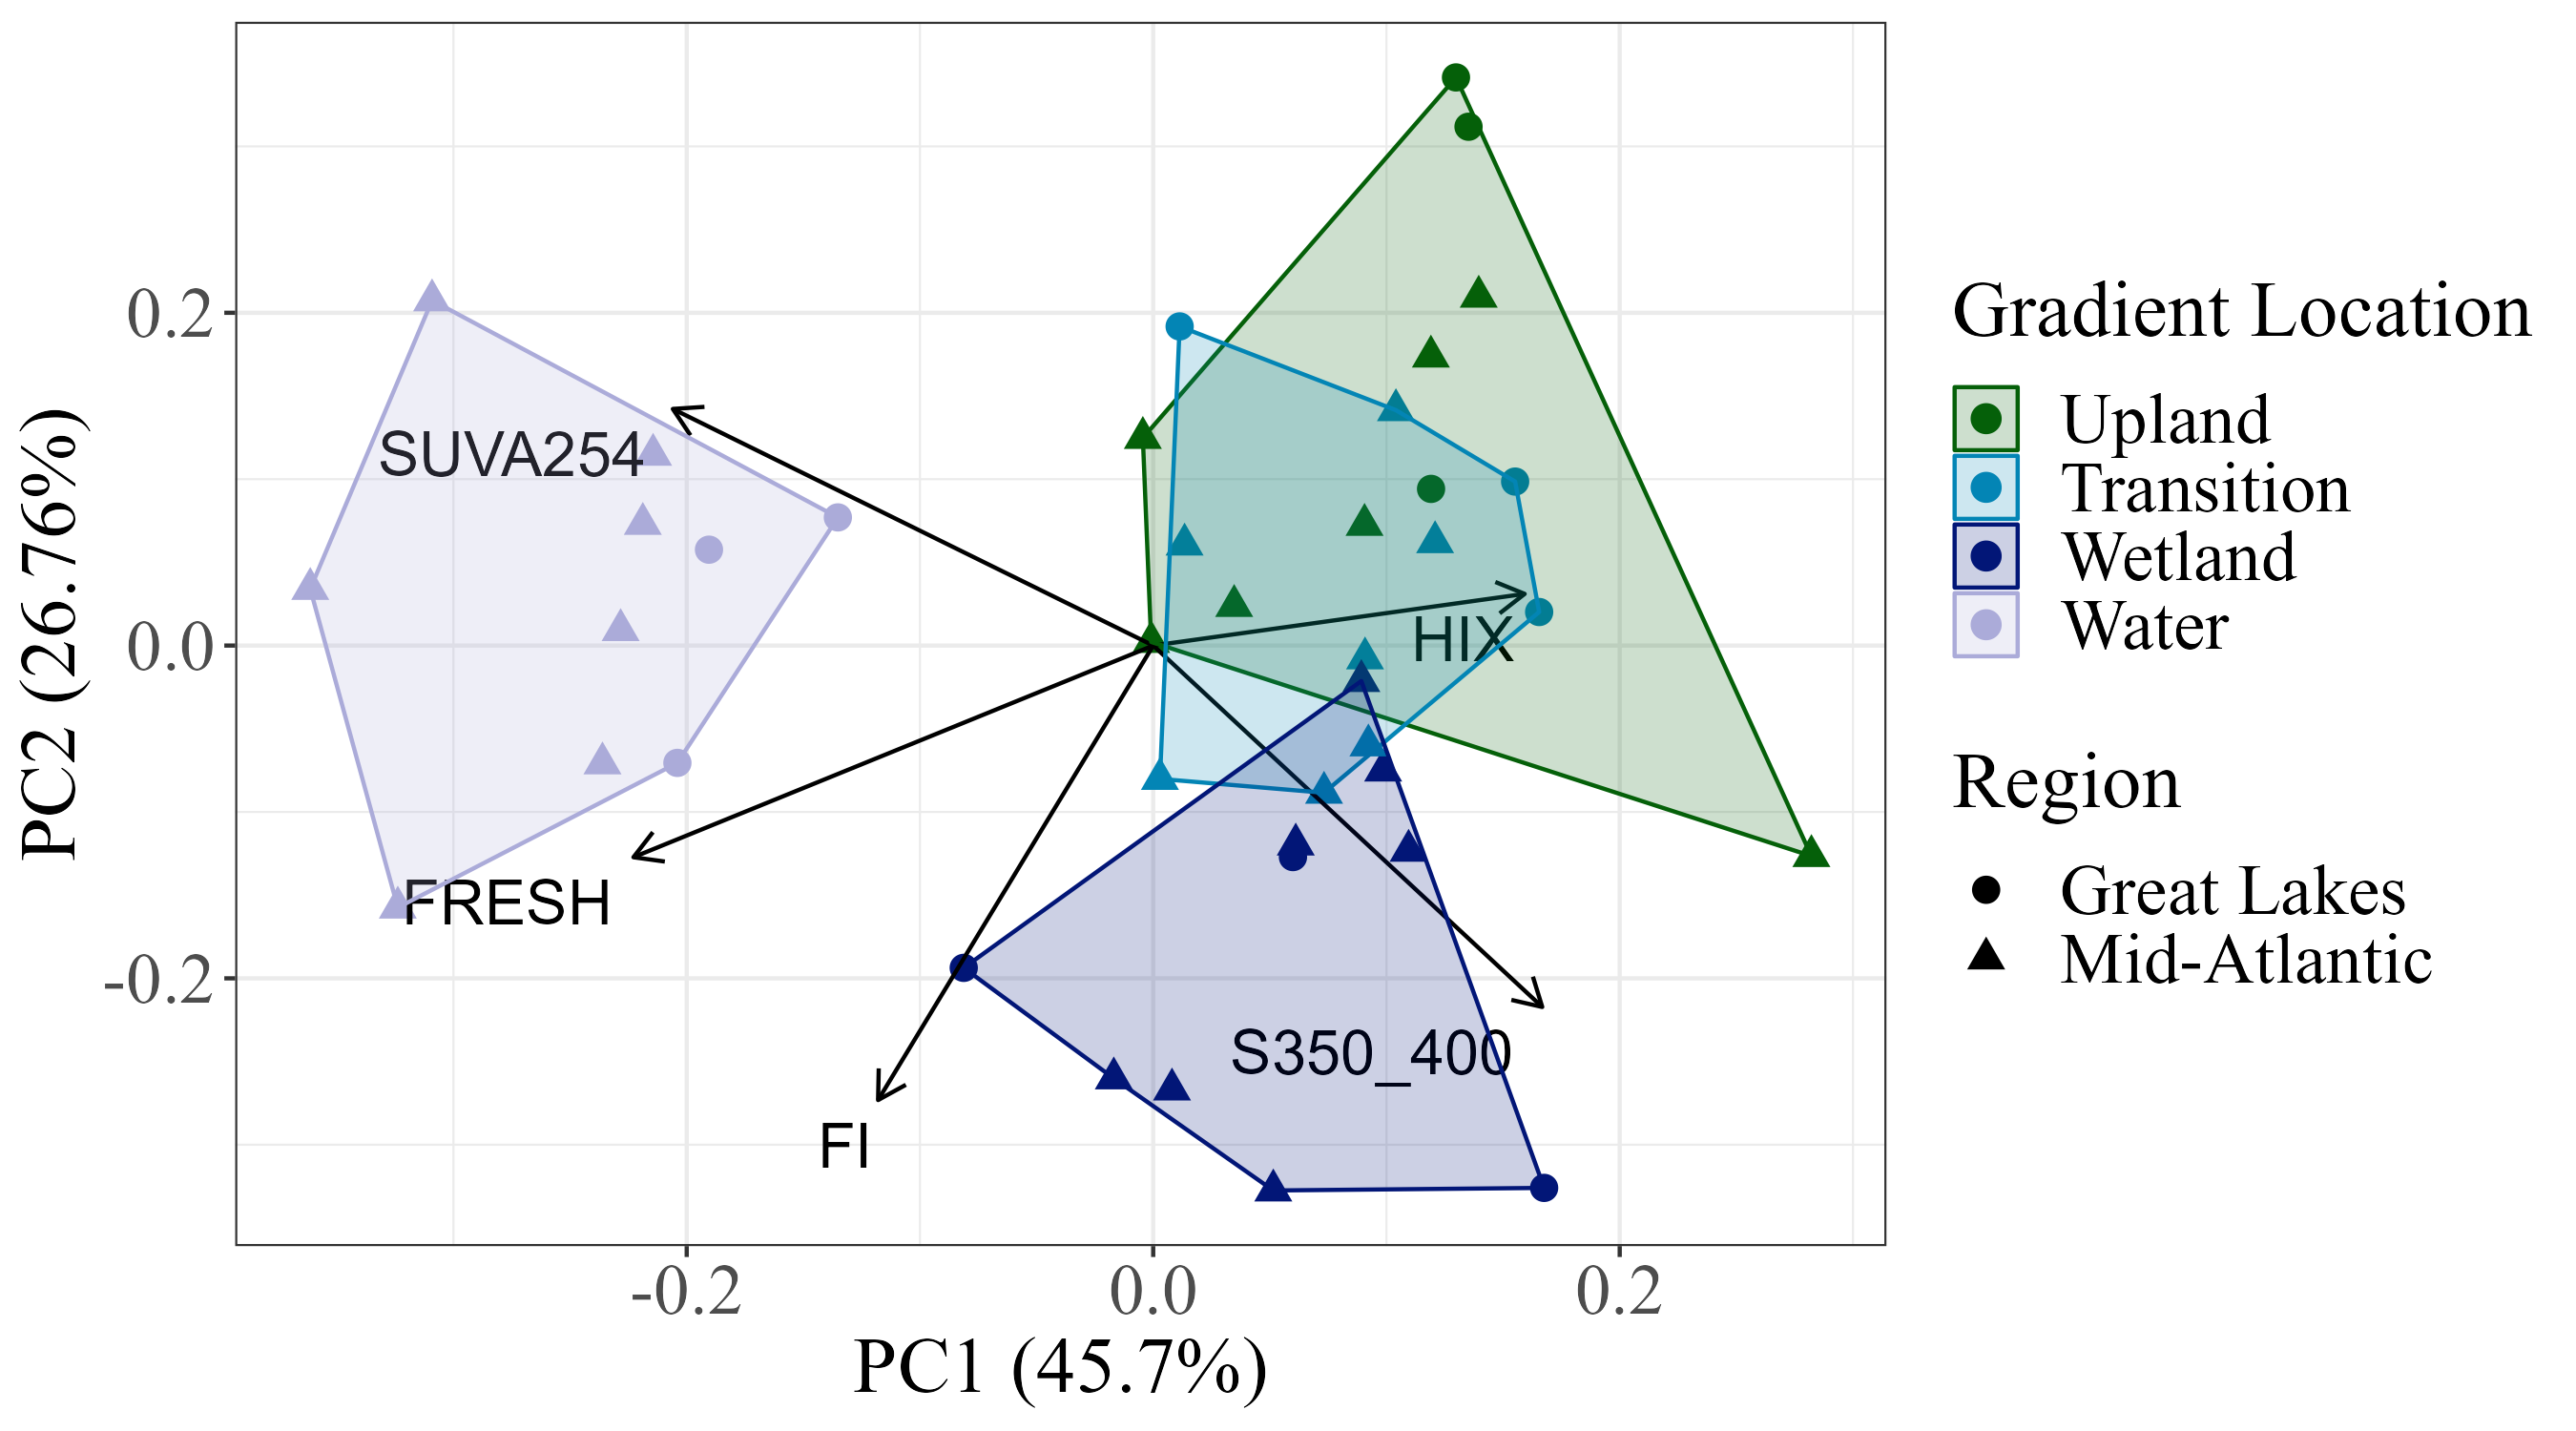 PC2 (26.76%)
0.2
0.0
-0.2
SUVA254
HIX
FRESH
S350_400
FI
-0.2
0.0
0.2
PC1 (45.7%)
Gradient Location
Upland
Transition
Wetland
Water
Region
Great Lakes
Mid-Atlantic